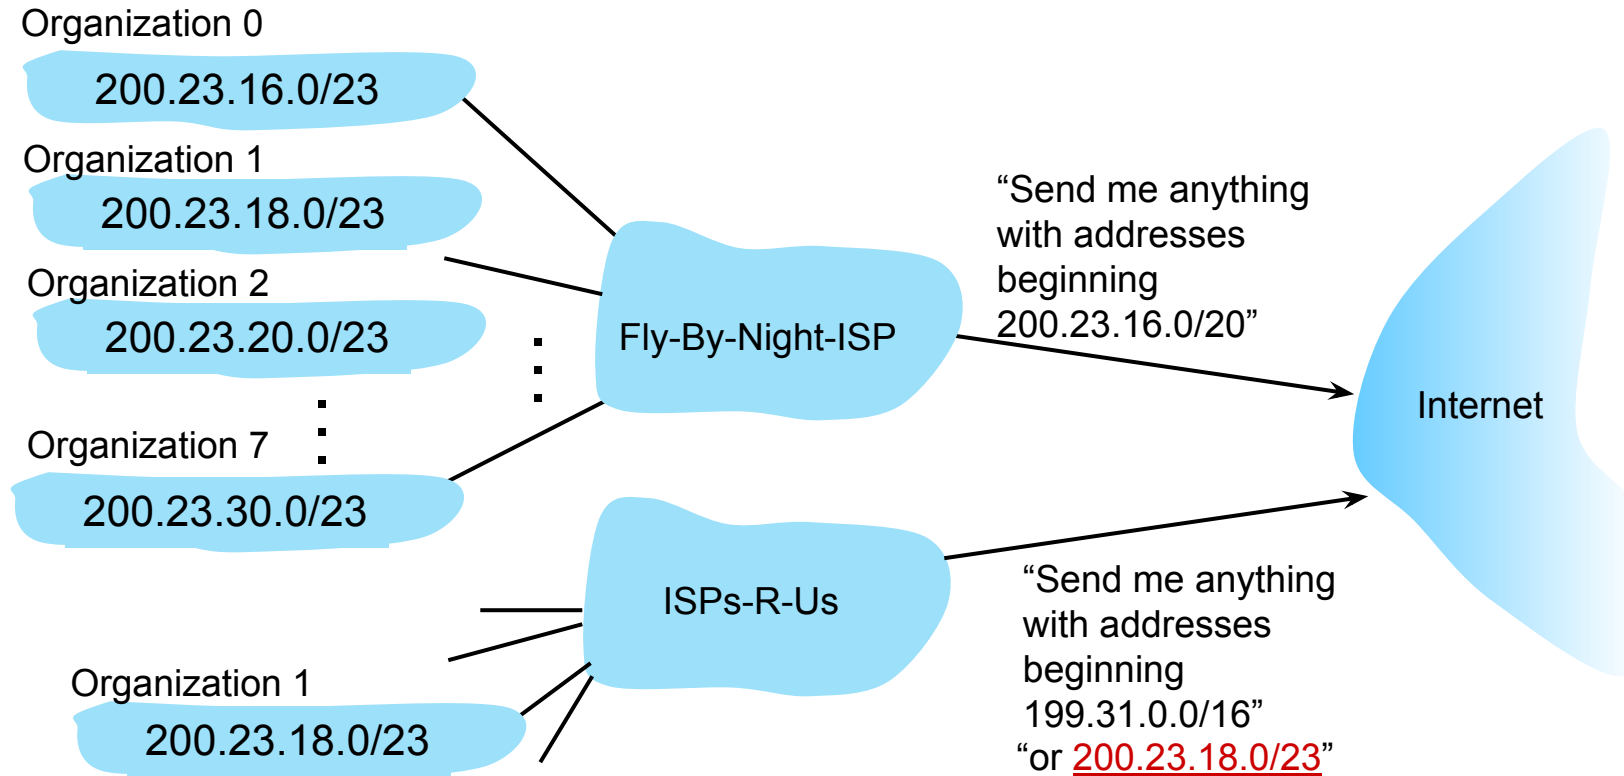 Organization 0
200.23.16.0/23
Organization 1
200.23.18.0/23
Organization 2
200.23.20.0/23
Organization 7
200.23.30.0/23
Fly-By-Night-ISP
“Send me anything
with addresses
beginning
200.23.16.0/20”
Internet
ISPs-R-Us
“Send me anything
with addresses
beginning
199.31.0.0/16”
“or 200.23.18.0/23”
Organization 1
200.23.18.0/23